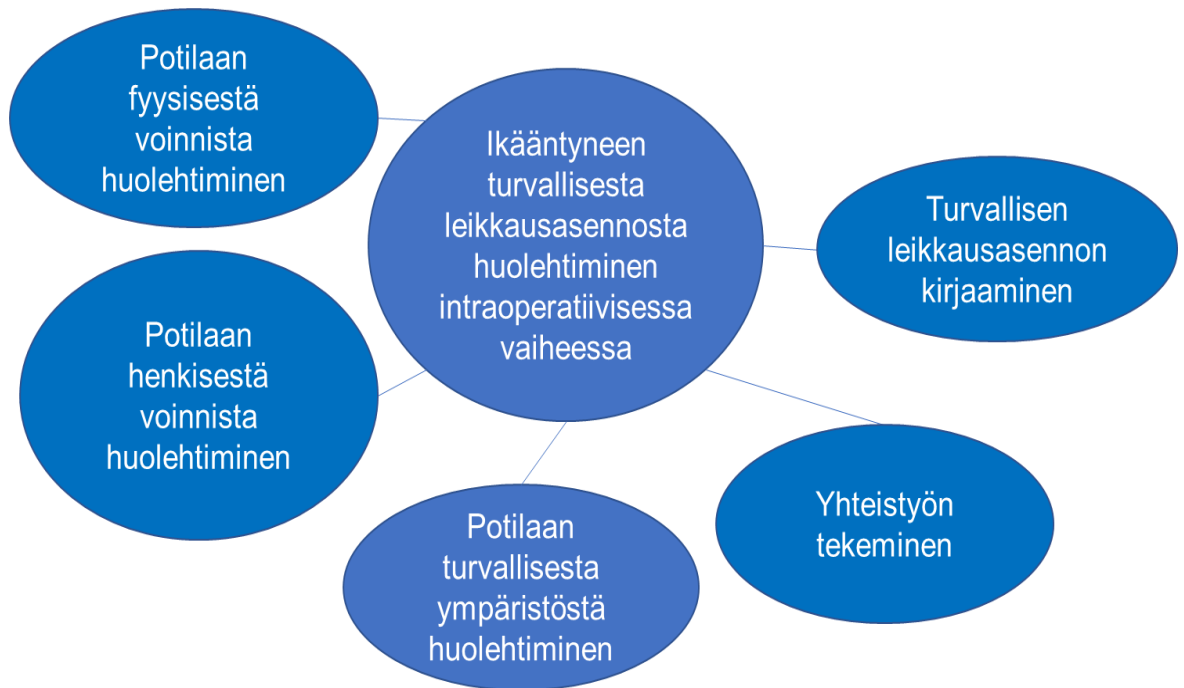 Potilaan
fyysisestä
voinnista
huolehtiminen
Ikääntyneen
turvallisesta
leikkausasennosta
huolehtiminen
intraoperatiivisessa
vaiheessa
Turvallisen
leikkausasennon
kirjaaminen
Potilaan
henkisestä
voinnista
huolehtiminen
Potilaan
turvallisesta
ympäristöstä
huolehtiminen
Yhteistyön
tekeminen